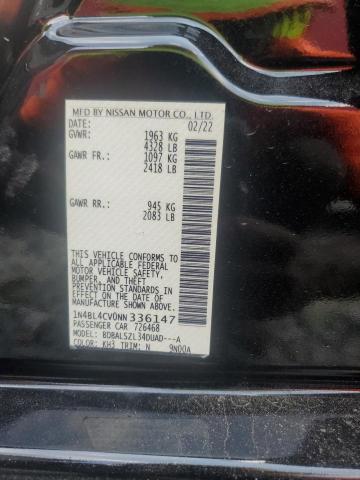 MFD BY NISSAN MOTOR CO., LTD.
DATE: 02/22
GVWR: 1963 KG
4328 LB
GAWR FR: 1097 KG
2418 LB
GAWR RR: 945 KG
2083 LB
THIS VEHICLE CONFORMS TO
ALL APPLICABLE FEDERAL
MOTOR VEHICLE SAFETY,
BUMPER, AND THEFT
PREVENTION STANDARDS
IN EFFECT ON THE DATE OF
MANUFACTURE SHOWN ABOVE.
1N4BL4CV0NN336147
PASSENGER CAR 726468
MODEL: BDBALSZL34DUAD---A
COLOR: KH3 TRIM: N 9N00A